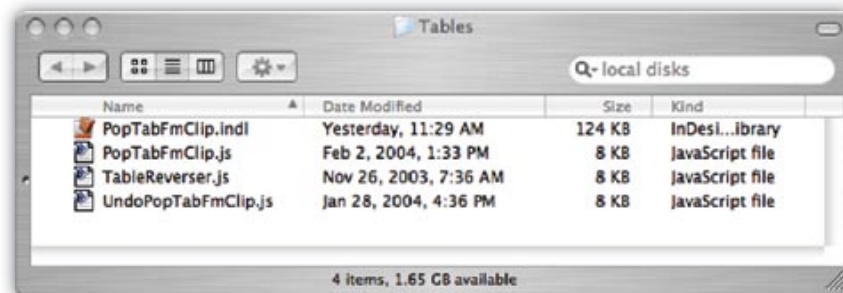 Tables
local disks
Name Date Modified Size Kind
PopTabFmClip.indl Yesterday, 11:29 AM 124 KB InDesi...ibrary
PopTabFmClip.js Feb 2, 2004, 1:33 PM 8 KB JavaScript file
TableReverser.js Nov 26, 2003, 7:36 AM 8 KB JavaScript file
UndoPopTabFmClip.js Jan 28, 2004, 4:36 PM 8 KB JavaScript file
4 items, 1.65 GB available